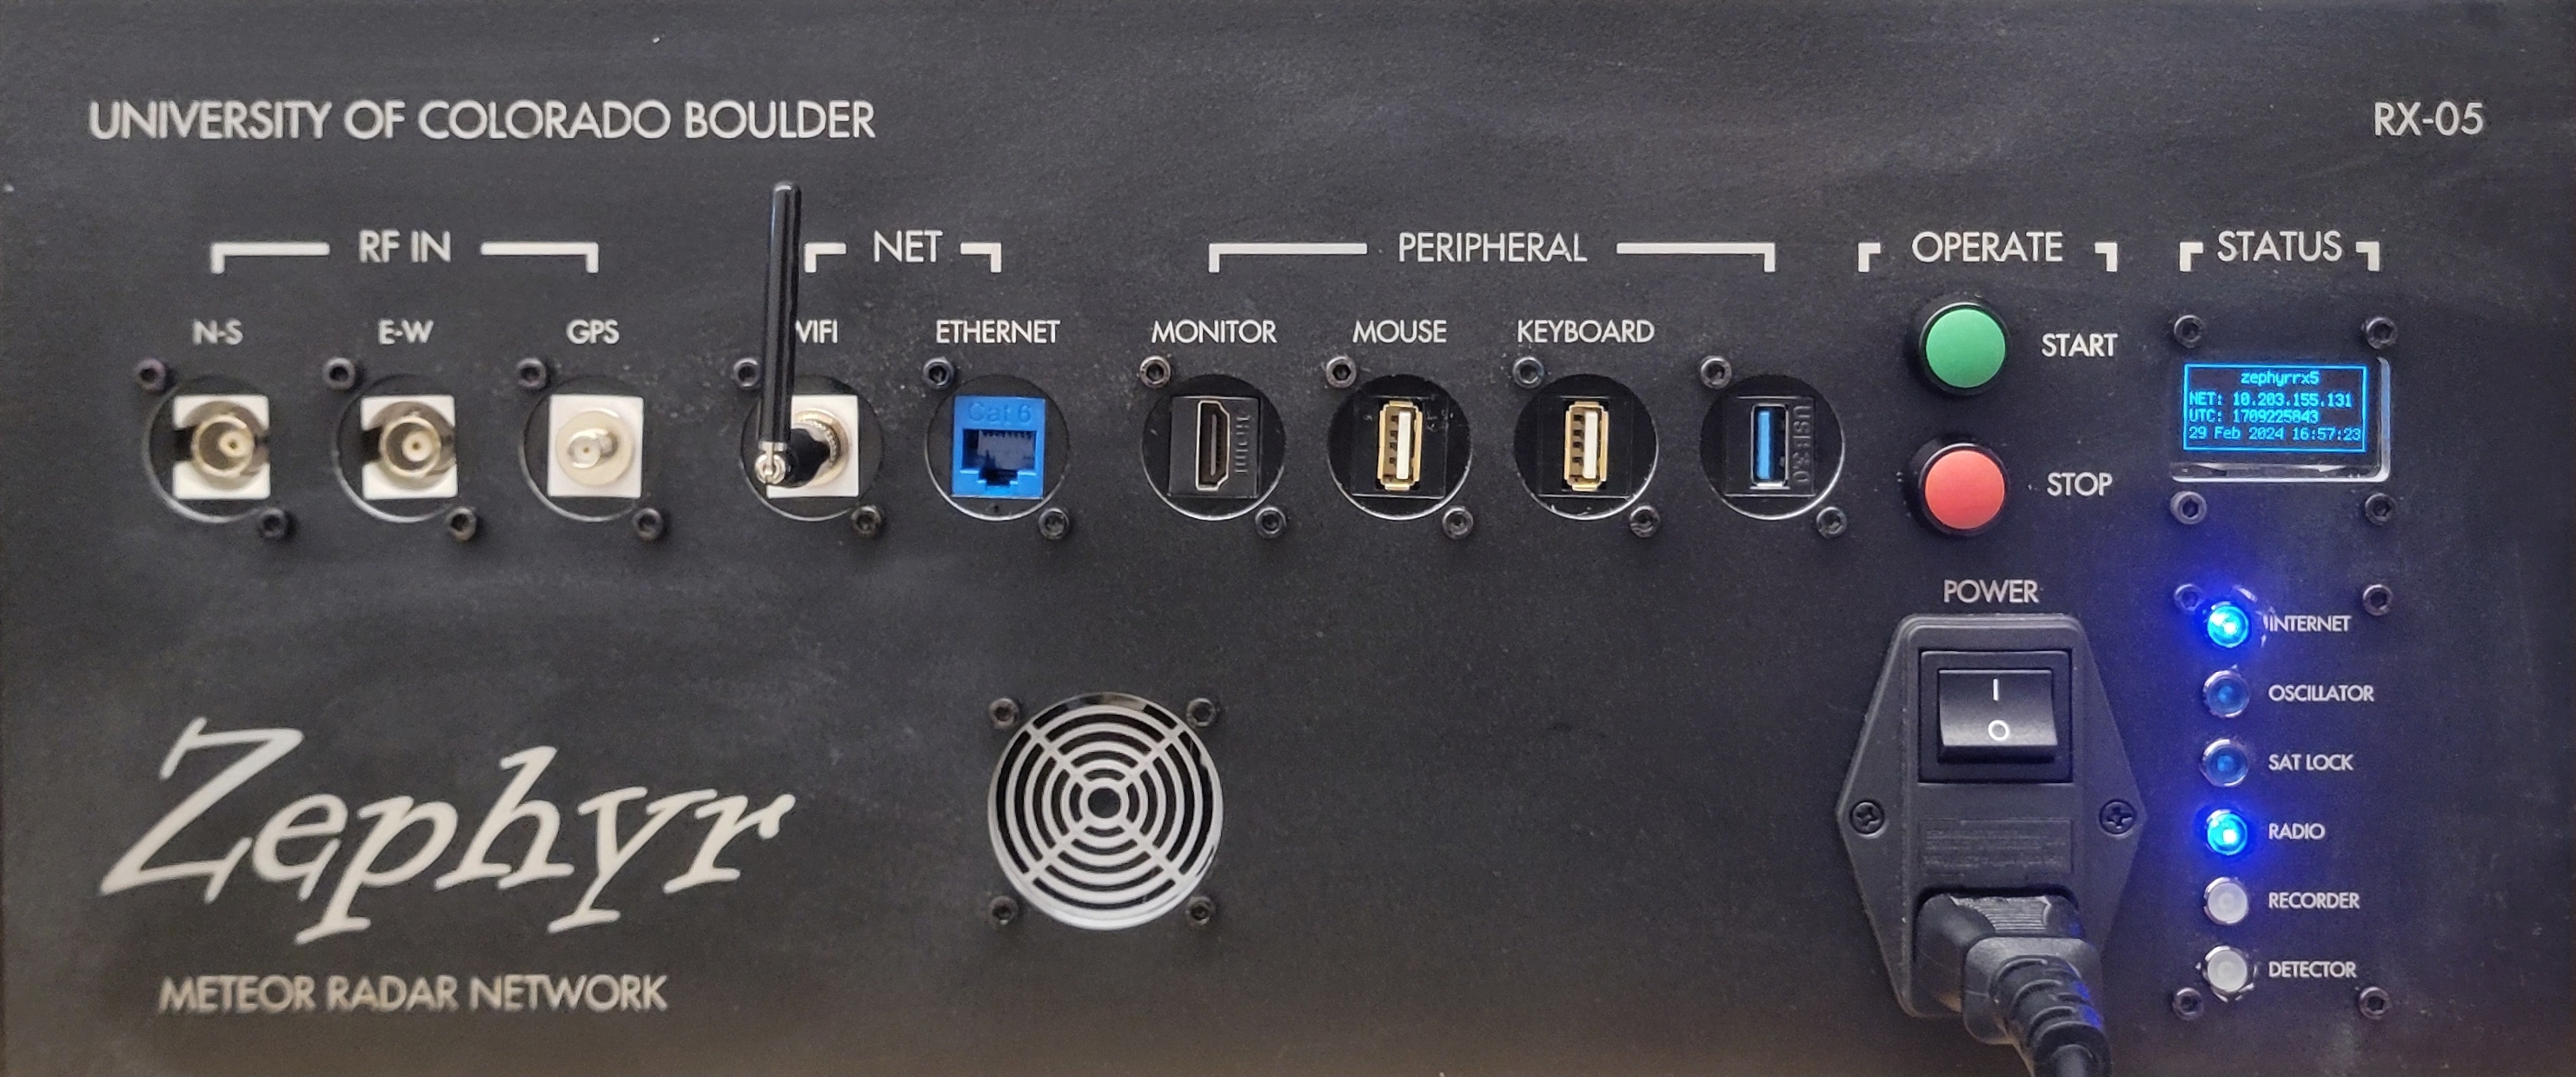 UNIVERSITY OF COLORADO BOULDER
RX-05
RF IN
NET
PERIPHERAL
OPERATE
STATUS
N-S
E-W
GPS
VIFI
ETHERNET
MONITOR
MOUSE
KEYBOARD
START
STOP
Cat 6
HDMI
USB3.0
zephyrrx5
NET: 10.203.155.131
UTC: 1709225843
29 Feb 2024 16:57:23
POWER
I
O
INTERNET
OSCILLATOR
SAT LOCK
RADIO
RECORDER
DETECTOR
Zephyr
METEOR RADAR NETWORK